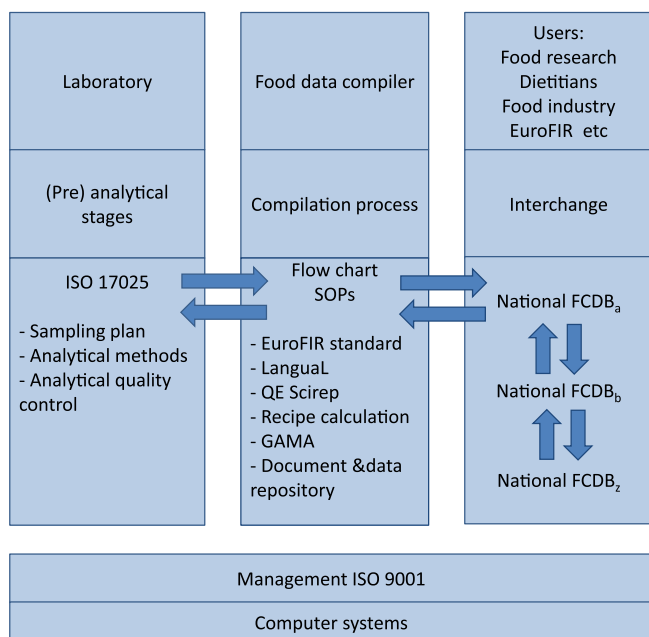 Laboratory
(Pre) analytical
stages
ISO 17025
- Sampling plan
- Analytical methods
- Analytical quality
control
Food data compiler
Compilation process
Flow chart
SOPs
- EuroFIR standard
- LanguaL
- QE Scirep
- Recipe calculation
- GAMA
- Document &data
repository
Users:
Food research
Dietitians
Food industry
EuroFIR etc
Interchange
National FCDBa
National FCDBb
National FCDBz
Management ISO 9001
Computer systems